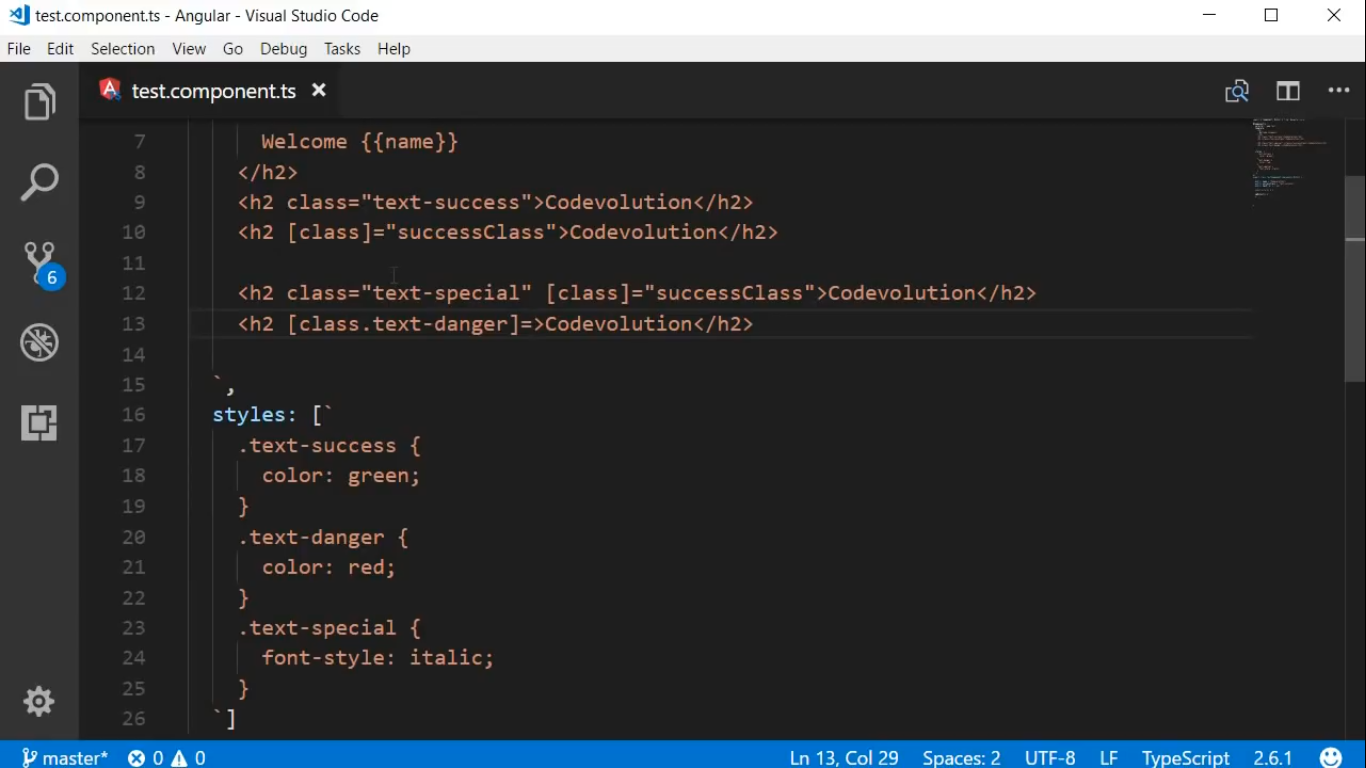 test.component.ts - Angular - Visual Studio Code
File Edit Selection View Go Debug Tasks Help
test.component.ts
7 Welcome {{name}}
8 </h2>
9 <h2 class="text-success">Codevolution</h2>
10 <h2 [class]="successClass">Codevolution</h2>
11
12 <h2 class="text-special" [class]="successClass">Codevolution</h2>
13 <h2 [class.text-danger]=>Codevolution</h2>
14
15 `,
16 styles: [`
17 .text-success {
18 color: green;
19 }
20 .text-danger {
21 color: red;
22 }
23 .text-special {
24 font-style: italic;
25 }
26 `]
6
master* 0 0 Ln 13, Col 29 Spaces: 2 UTF-8 LF TypeScript 2.6.1